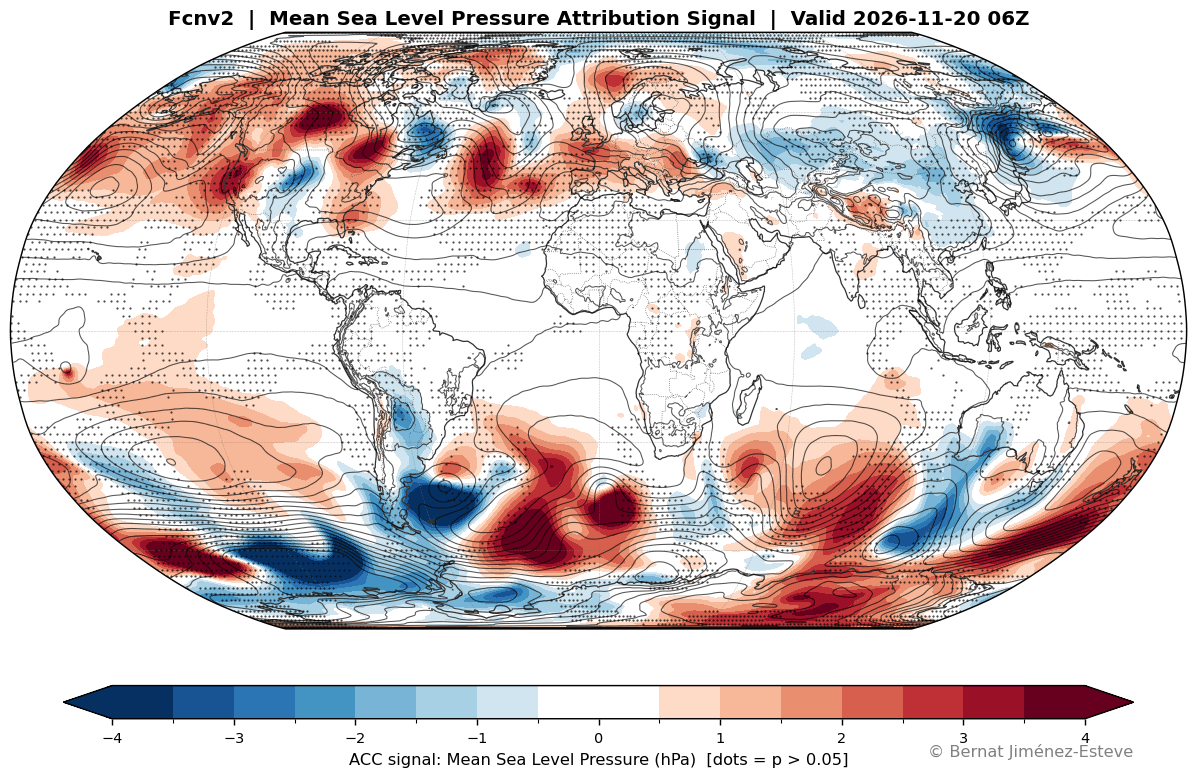 Fcnv2 | Mean Sea Level Pressure Attribution Signal | Valid 2026-11-20 06Z
−4 −3 −2 −1 0 1 2 3 4
ACC signal: Mean Sea Level Pressure (hPa) [dots = p > 0.05]
© Bernat Jiménez-Esteve